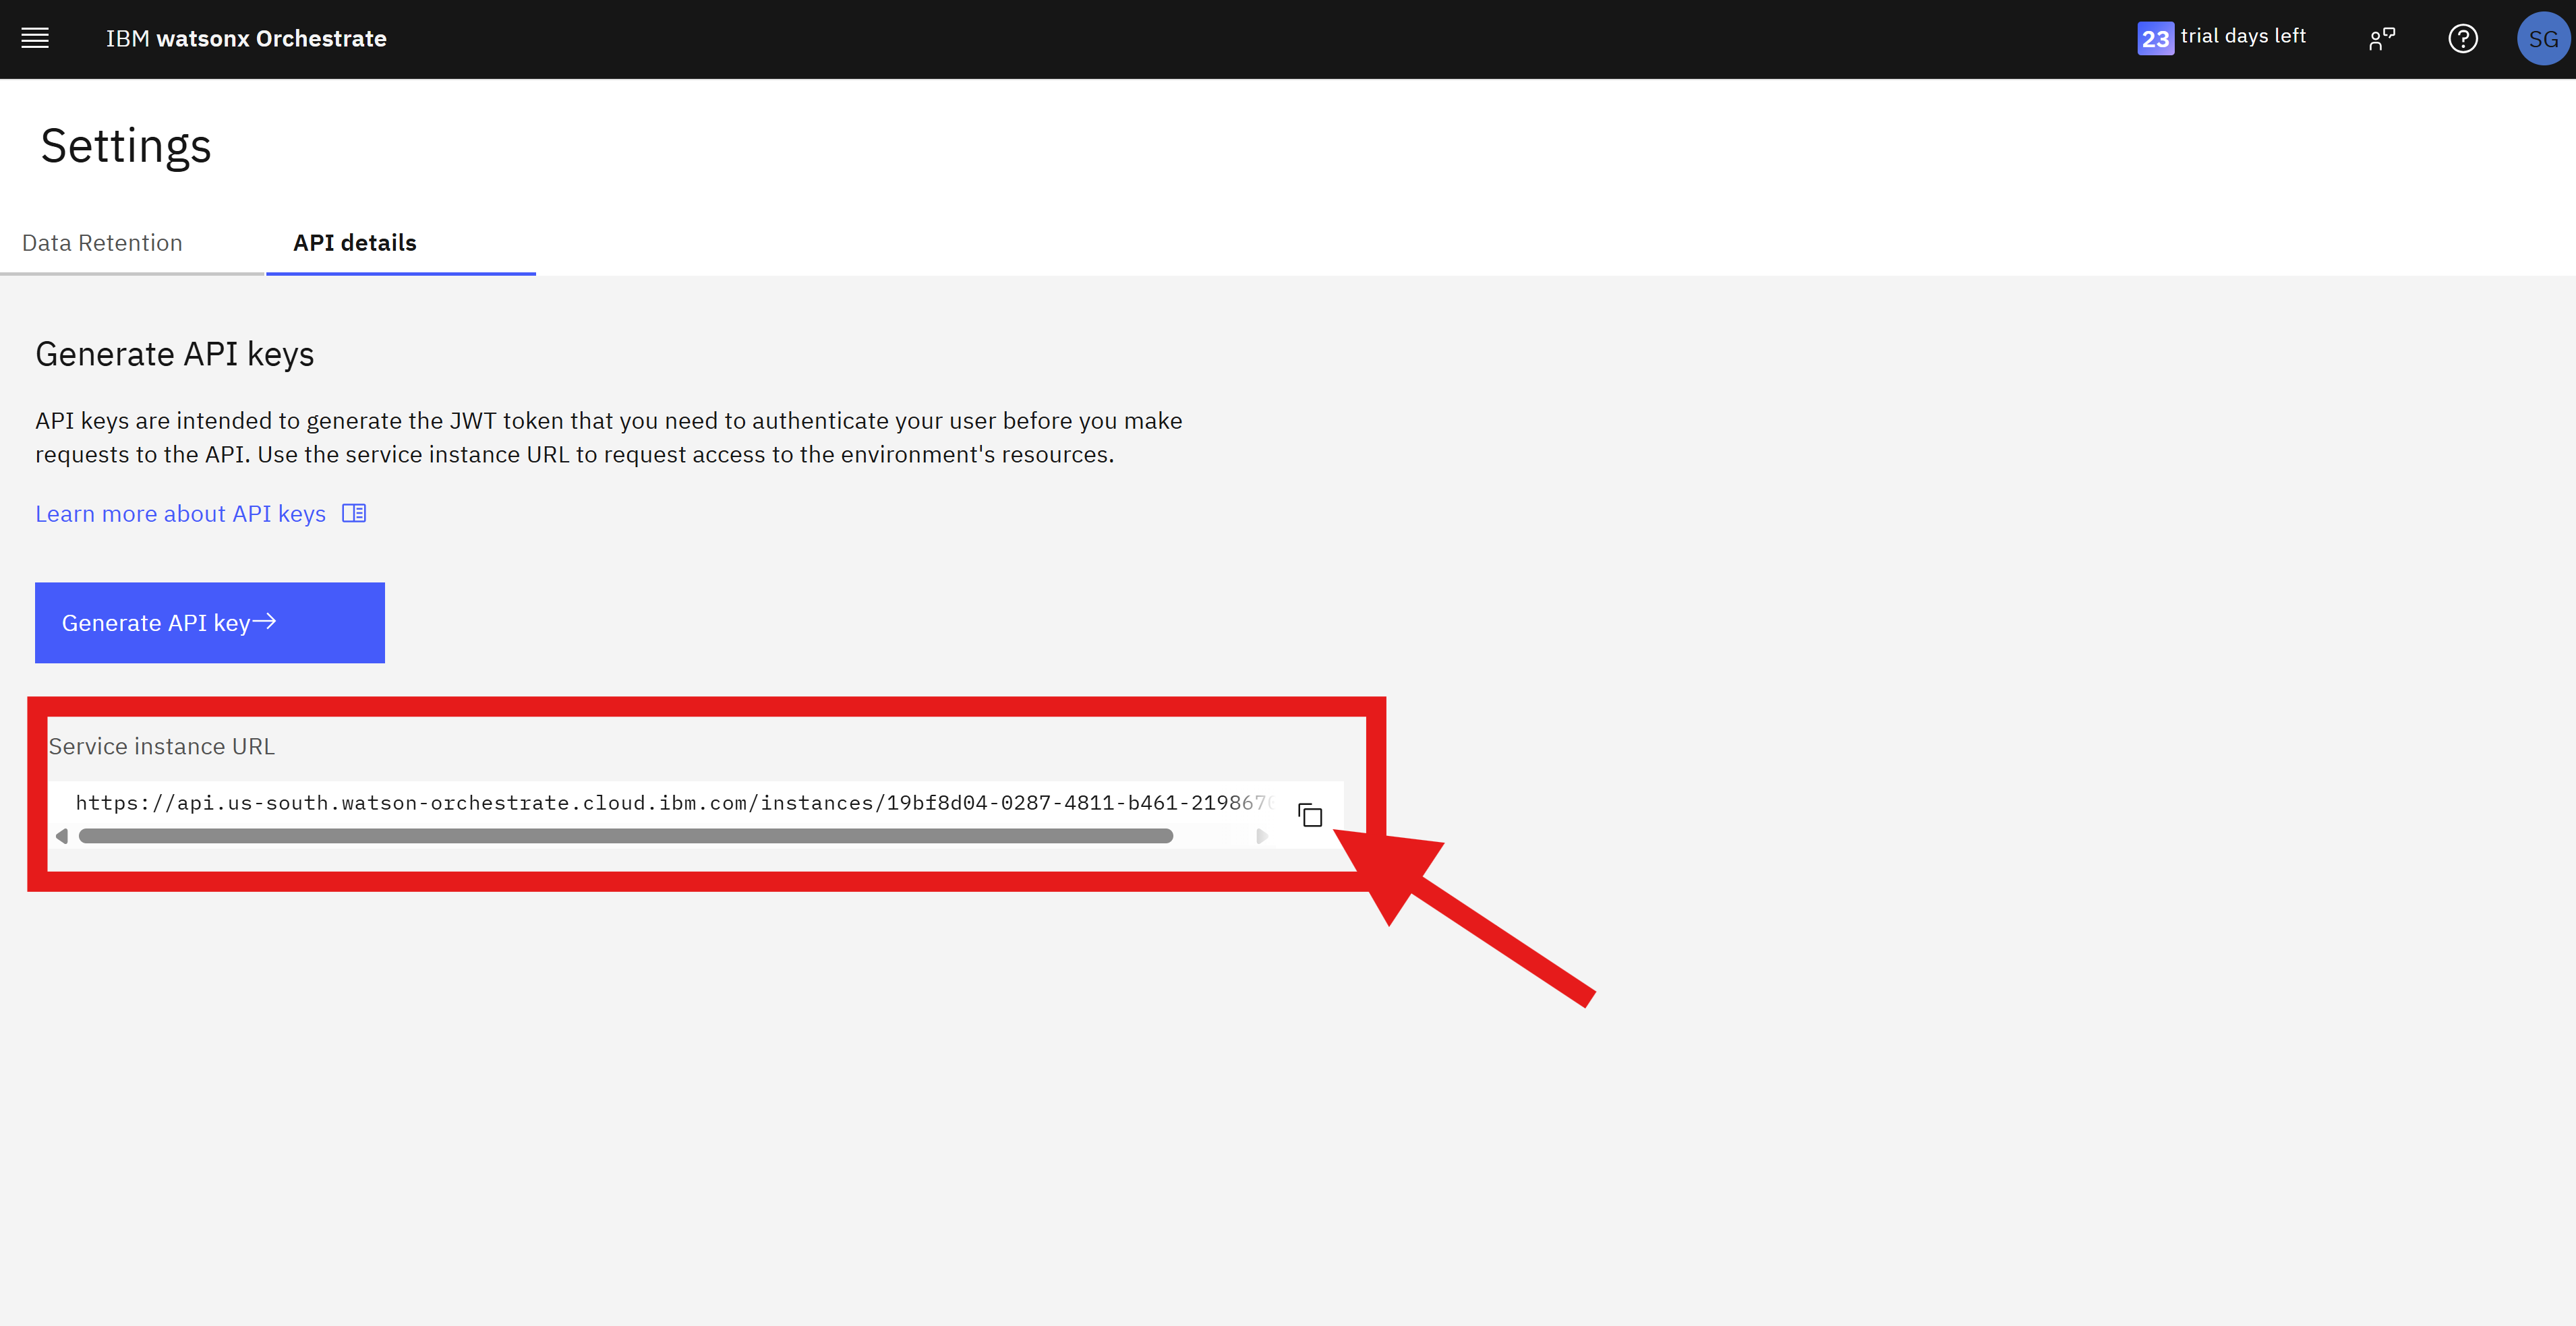 IBM watsonx Orchestrate
23 trial days left
SG
Settings
Data Retention
API details
Generate API keys
API keys are intended to generate the JWT token that you need to authenticate your user before you make
requests to the API. Use the service instance URL to request access to the environment's resources.
Learn more about API keys
Generate API key
Service instance URL
https://api.us-south.watson-orchestrate.cloud.ibm.com/instances/19bf8d04-0287-4811-b461-2198670